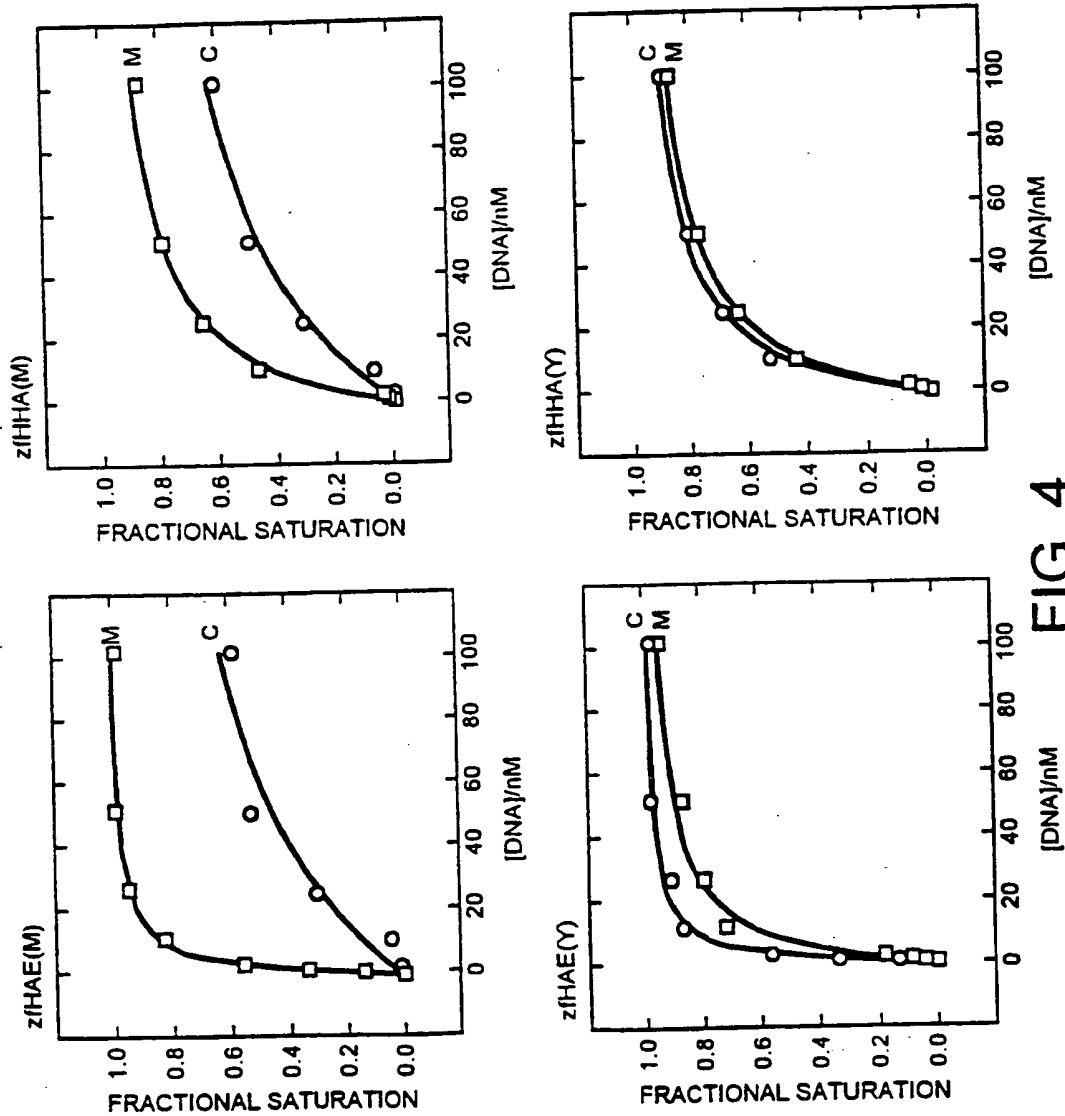 zfHAE(M)
FRACTIONAL SATURATION
1.0
0.8
0.6
0.4
0.2
0.0
M
C
0
20
40
60
80
100
[DNA]/nM
zfHHA(M)
FRACTIONAL SATURATION
1.0
0.8
0.6
0.4
0.2
0.0
M
C
0
20
40
60
80
100
[DNA]/nM
zfHAE(Y)
FRACTIONAL SATURATION
1.0
0.8
0.6
0.4
0.2
0.0
C
M
0
20
40
60
80
100
[DNA]/nM
zfHHA(Y)
FRACTIONAL SATURATION
1.0
0.8
0.6
0.4
0.2
0.0
C
M
0
20
40
60
80
100
[DNA]/nM
FIG 4